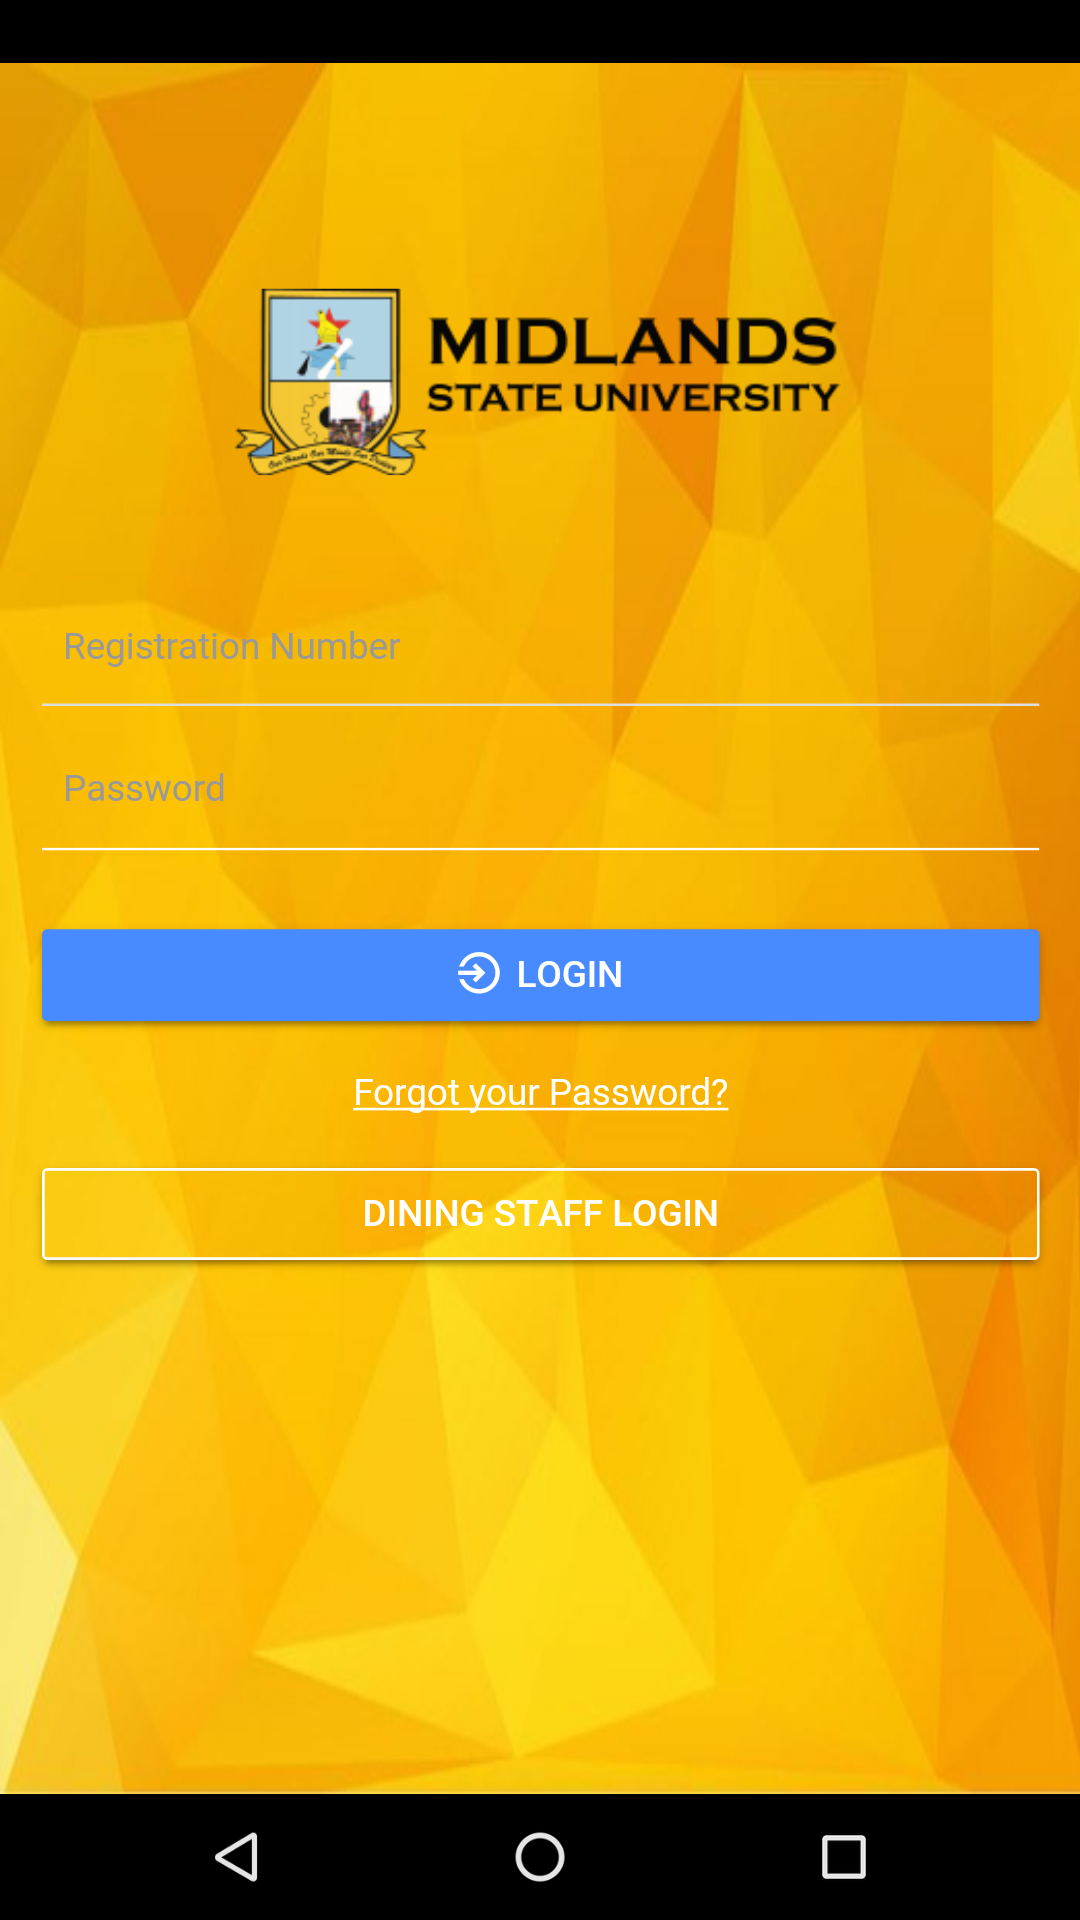 MIDLANDS
STATE UNIVERSITY
Our Hands Our Minds Our Destiny
Registration Number
Password
LOGIN
Forgot your Password?
DINING STAFF LOGIN